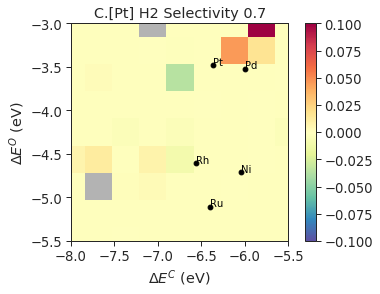 C.[Pt] H2 Selectivity 0.7
−3.0
−3.5
−4.0
−4.5
−5.0
−5.5
ΔE^O (eV)
Pt
Pd
Rh
Ni
Ru
−8.0 −7.5 −7.0 −6.5 −6.0 −5.5
ΔE^C (eV)
0.100
0.075
0.050
0.025
0.000
−0.025
−0.050
−0.075
−0.100